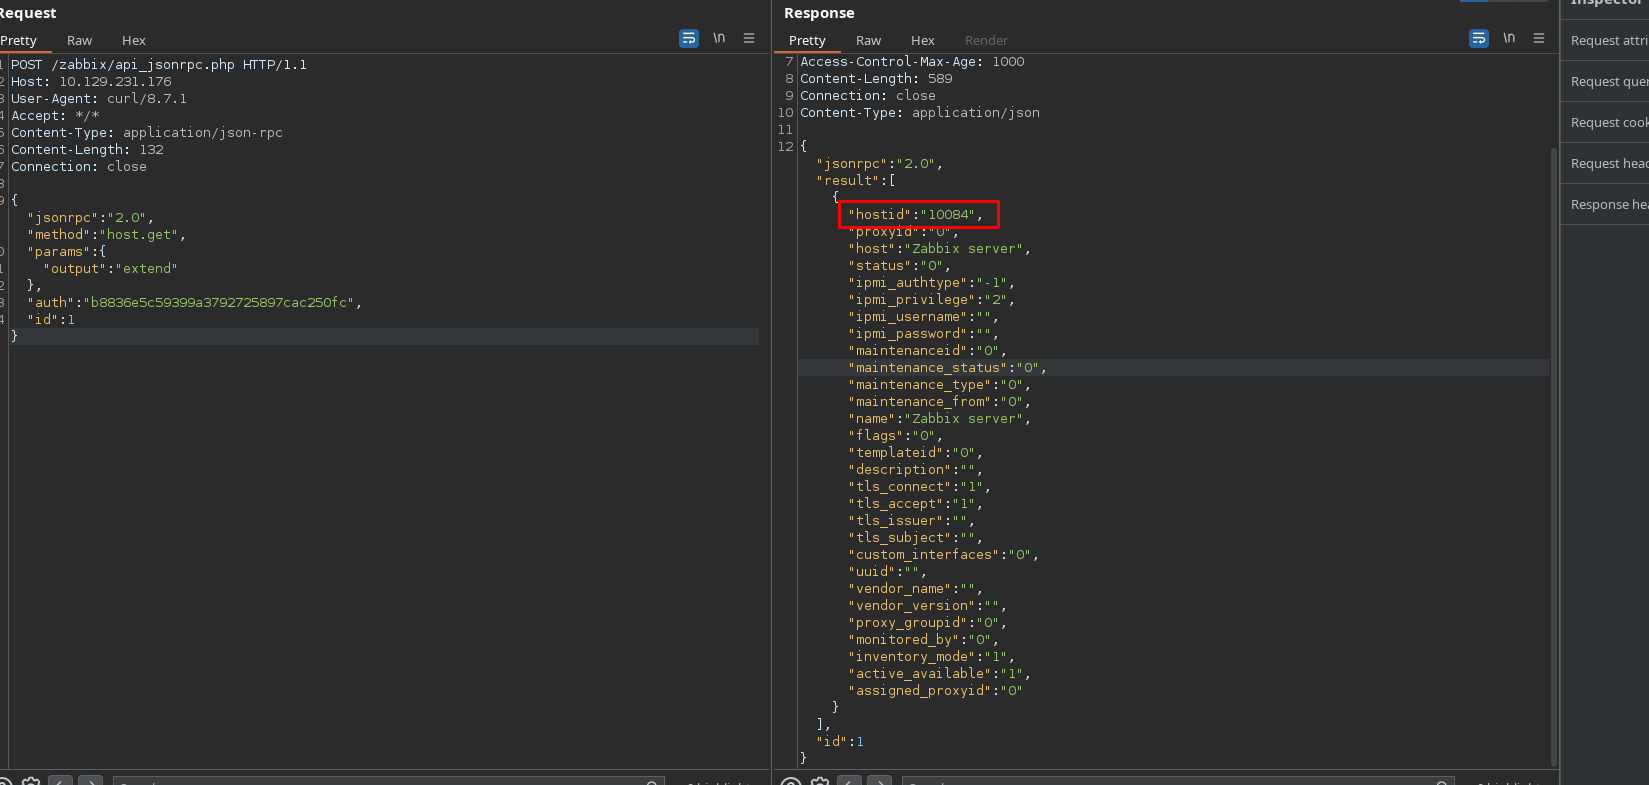 Request
Pretty Raw Hex \n
1 POST /zabbix/api_jsonrpc.php HTTP/1.1
2 Host: 10.129.231.176
3 User-Agent: curl/8.7.1
4 Accept: */*
5 Content-Type: application/json-rpc
6 Content-Length: 132
7 Connection: close
8
9 {
"jsonrpc":"2.0",
"method":"host.get",
0 "params":{
1 "output":"extend"
2 },
3 "auth":"b8836e5c59399a3792725897cac250fc",
4 "id":1
}
Response
Pretty Raw Hex Render \n
7 Access-Control-Max-Age: 1000
8 Content-Length: 589
9 Connection: close
10 Content-Type: application/json
11
12 {
"jsonrpc":"2.0",
"result":[
{
"hostid":"10084",
"proxyid":"0",
"host":"Zabbix server",
"status":"0",
"ipmi_authtype":"-1",
"ipmi_privilege":"2",
"ipmi_username":"",
"ipmi_password":"",
"maintenanceid":"0",
"maintenance_status":"0",
"maintenance_type":"0",
"maintenance_from":"0",
"name":"Zabbix server",
"flags":"0",
"templateid":"0",
"description":"",
"tls_connect":"1",
"tls_accept":"1",
"tls_issuer":"",
"tls_subject":"",
"custom_interfaces":"0",
"uuid":"",
"vendor_name":"",
"vendor_version":"",
"proxy_groupid":"0",
"monitored_by":"0",
"inventory_mode":"1",
"active_available":"1",
"assigned_proxyid":"0"
}
],
"id":1
}
Inspector
Request attri
Request quer
Request cook
Request head
Response hea